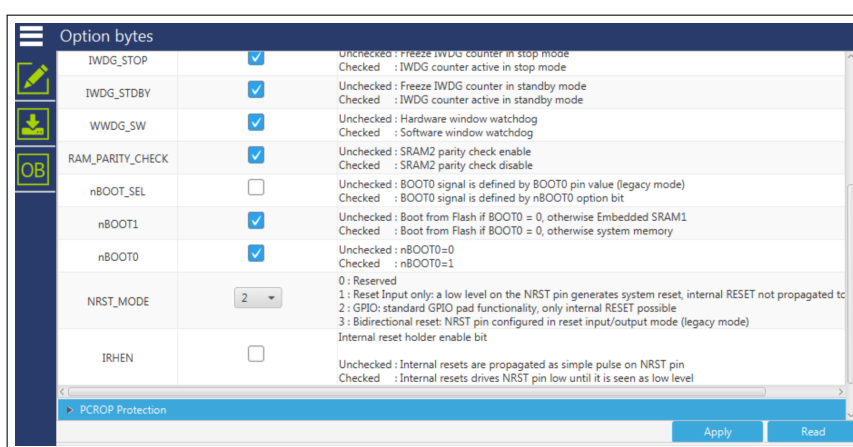 Option bytes
IWDG_STOP
Unchecked : Freeze IWDG counter in stop mode
Checked : IWDG counter active in stop mode
IWDG_STDBY
Unchecked : Freeze IWDG counter in standby mode
Checked : IWDG counter active in standby mode
WWDG_SW
Unchecked : Hardware window watchdog
Checked : Software window watchdog
RAM_PARITY_CHECK
Unchecked : SRAM2 parity check enable
Checked : SRAM2 parity check disable
OB
nBOOT_SEL
Unchecked : BOOT0 signal is defined by BOOT0 pin value (legacy mode)
Checked : BOOT0 signal is defined by nBOOT0 option bit
nBOOT1
Unchecked : Boot from Flash if BOOT0 = 0, otherwise Embedded SRAM1
Checked : Boot from Flash if BOOT0 = 0, otherwise system memory
nBOOT0
Unchecked : nBOOT0=0
Checked : nBOOT0=1
NRST_MODE
2
0 : Reserved
1 : Reset Input only: a low level on the NRST pin generates system reset, internal RESET not propagated to
2 : GPIO: standard GPIO pad functionality, only internal RESET possible
3 : Bidirectional reset: NRST pin configured in reset input/output mode (legacy mode)
IRHEN
Internal reset holder enable bit
Unchecked : Internal resets are propagated as simple pulse on NRST pin
Checked : Internal resets drives NRST pin low until it is seen as low level
PCROP Protection
Apply
Read